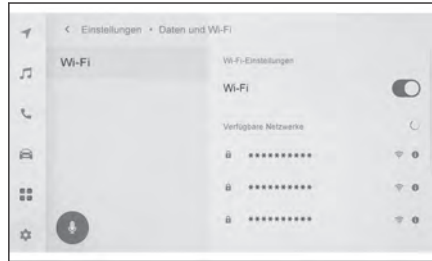 Einstellungen • Daten und Wi-Fi
Wi-Fi
Wi-Fi-Einstellungen
Wi-Fi
Verfügbare Netzwerke
**********
**********
**********